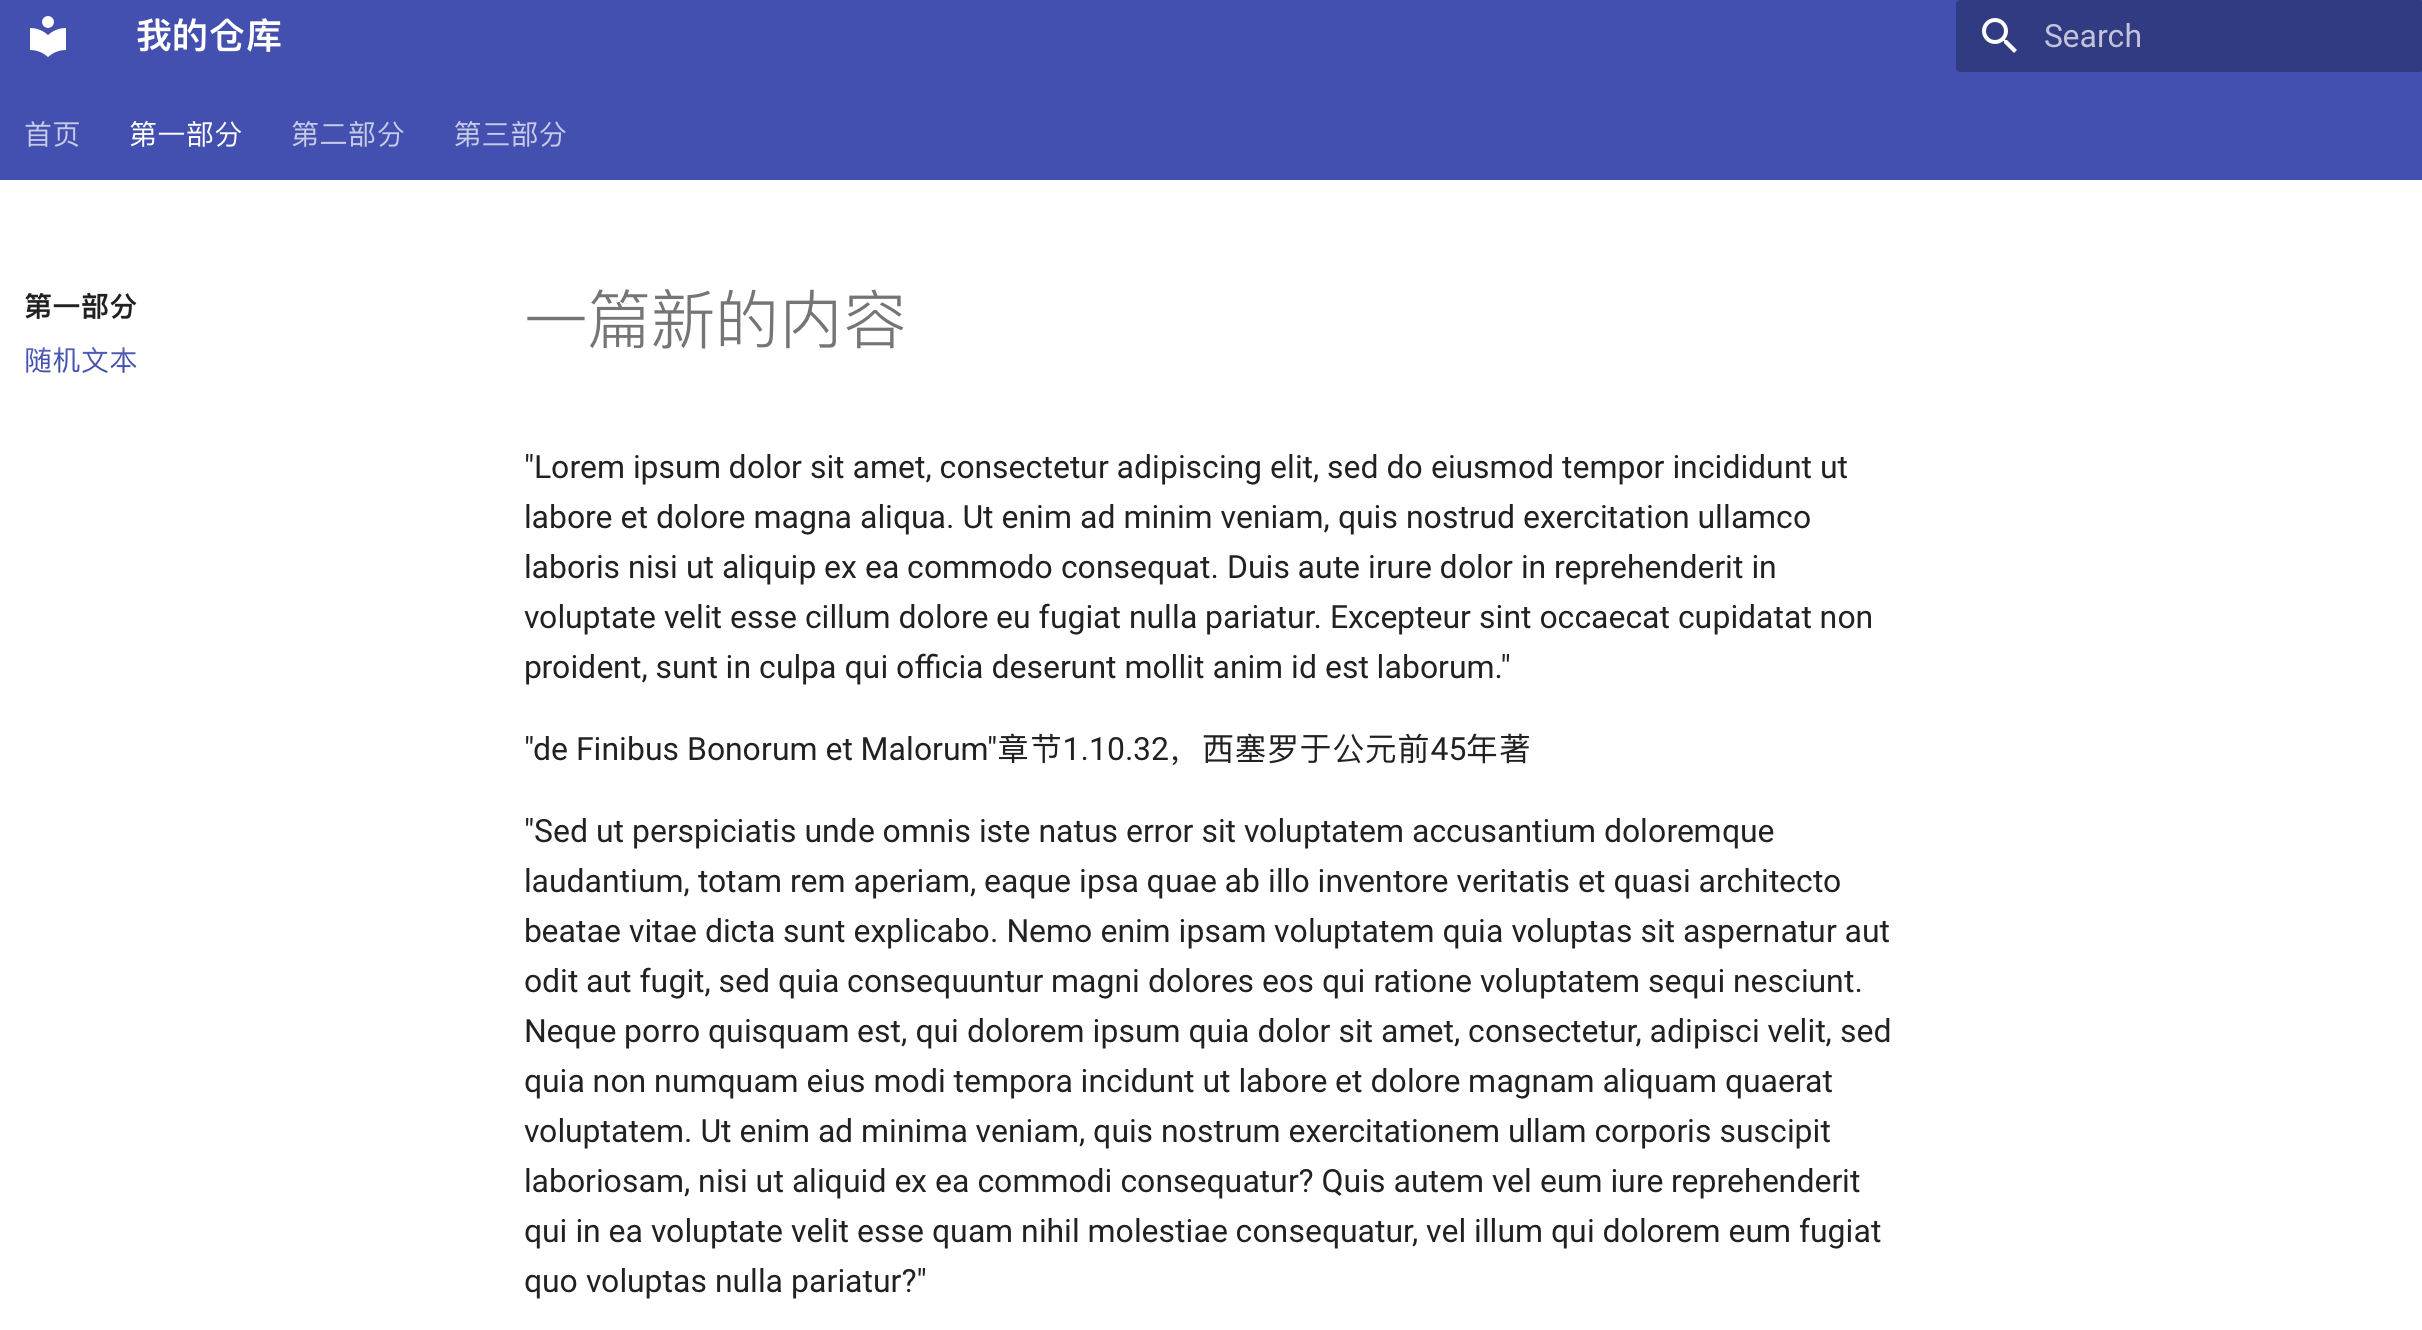 我的仓库
Search
首页 第一部分 第二部分 第三部分
第一部分
随机文本
一篇新的内容
"Lorem ipsum dolor sit amet, consectetur adipiscing elit, sed do eiusmod tempor incididunt ut
labore et dolore magna aliqua. Ut enim ad minim veniam, quis nostrud exercitation ullamco
laboris nisi ut aliquip ex ea commodo consequat. Duis aute irure dolor in reprehenderit in
voluptate velit esse cillum dolore eu fugiat nulla pariatur. Excepteur sint occaecat cupidatat non
proident, sunt in culpa qui officia deserunt mollit anim id est laborum."
"de Finibus Bonorum et Malorum"章节1.10.32，西塞罗于公元前45年著
"Sed ut perspiciatis unde omnis iste natus error sit voluptatem accusantium doloremque
laudantium, totam rem aperiam, eaque ipsa quae ab illo inventore veritatis et quasi architecto
beatae vitae dicta sunt explicabo. Nemo enim ipsam voluptatem quia voluptas sit aspernatur aut
odit aut fugit, sed quia consequuntur magni dolores eos qui ratione voluptatem sequi nesciunt.
Neque porro quisquam est, qui dolorem ipsum quia dolor sit amet, consectetur, adipisci velit, sed
quia non numquam eius modi tempora incidunt ut labore et dolore magnam aliquam quaerat
voluptatem. Ut enim ad minima veniam, quis nostrum exercitationem ullam corporis suscipit
laboriosam, nisi ut aliquid ex ea commodi consequatur? Quis autem vel eum iure reprehenderit
qui in ea voluptate velit esse quam nihil molestiae consequatur, vel illum qui dolorem eum fugiat
quo voluptas nulla pariatur?"